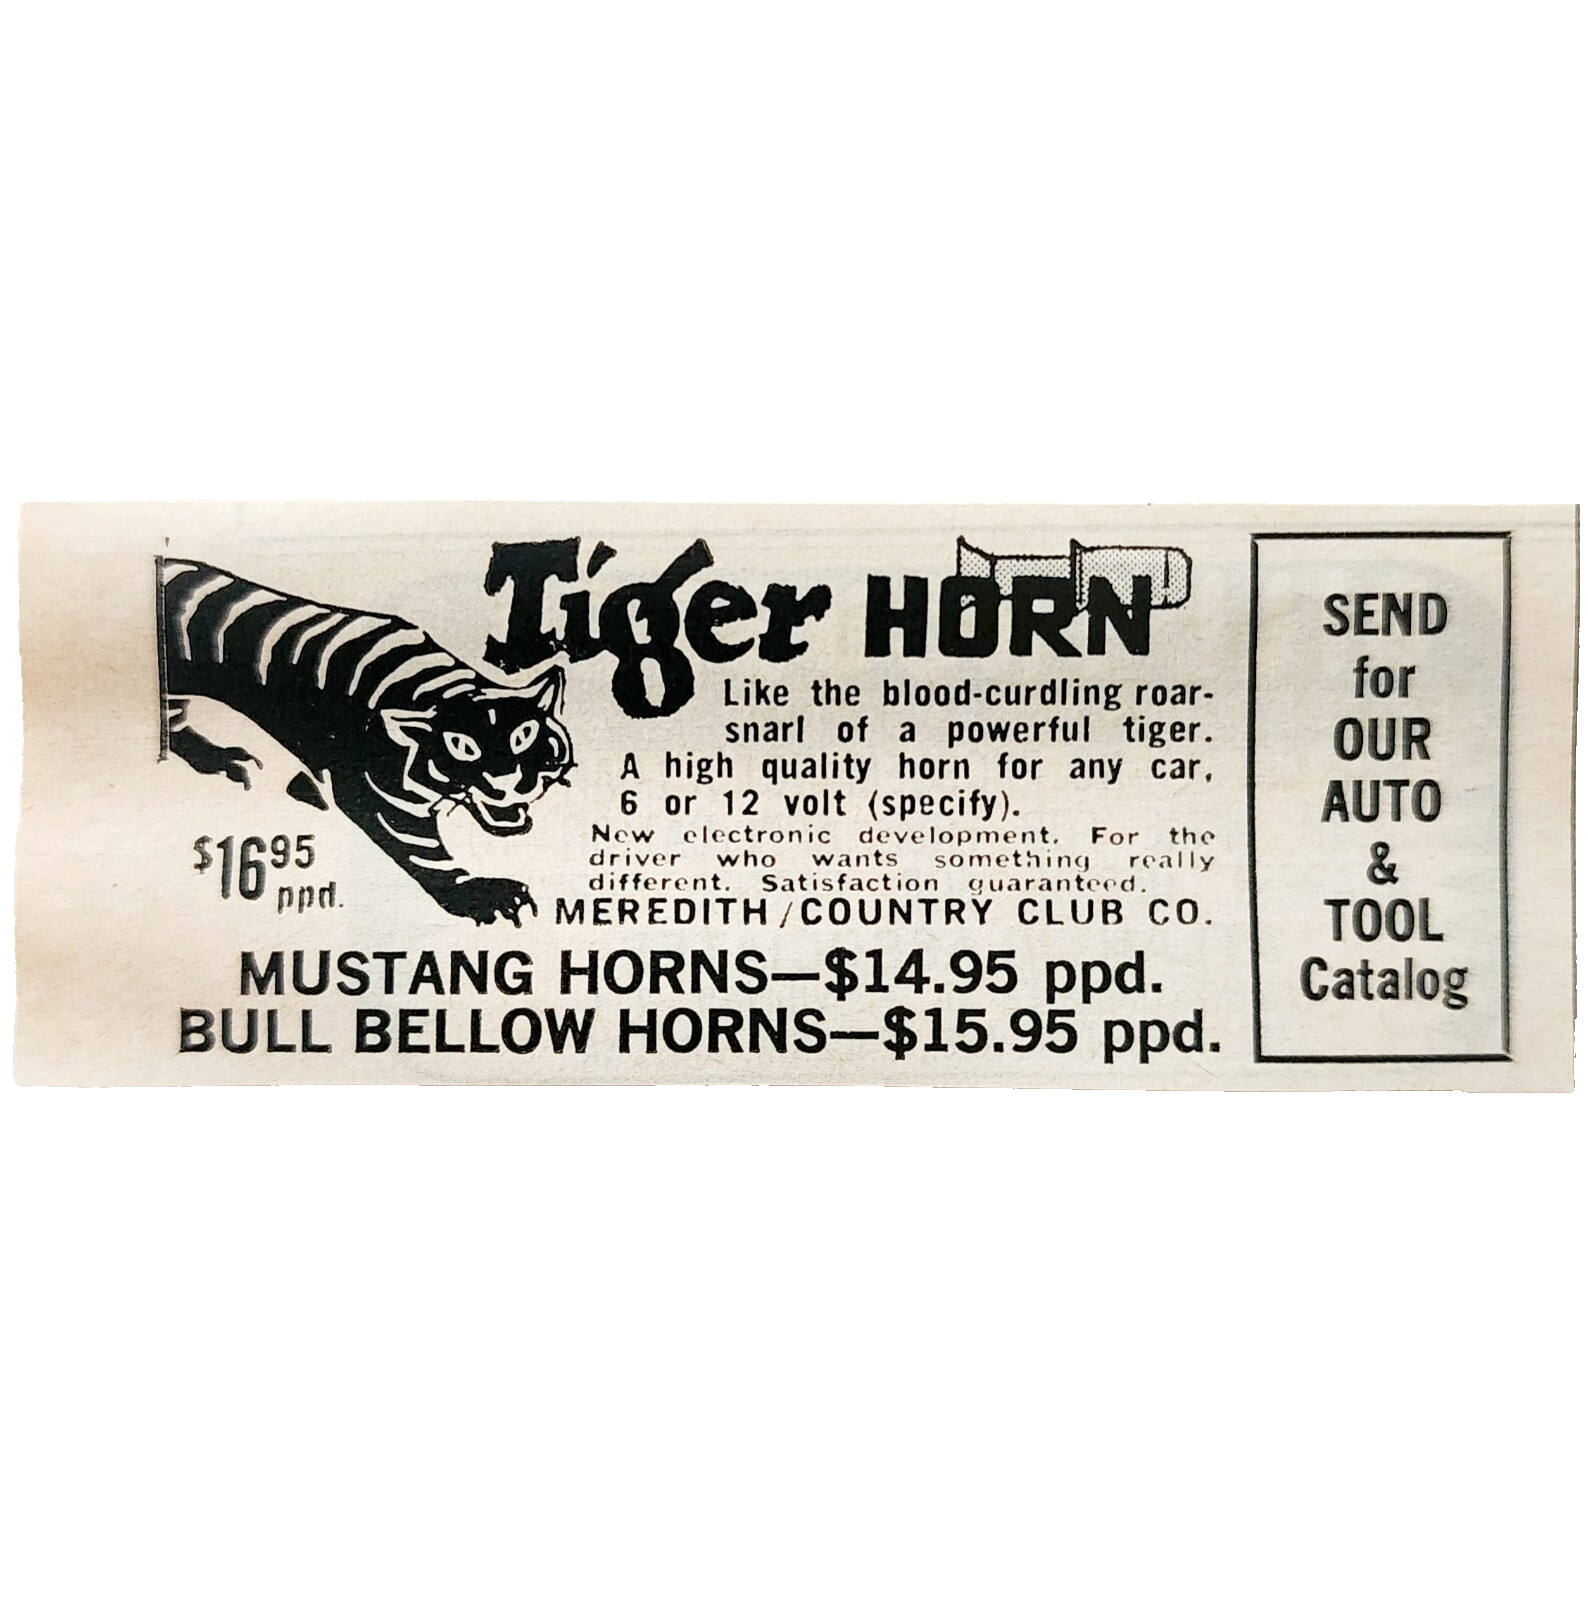 Tiger HORN
Like the blood-curdling roar-
snarl of a powerful tiger.
A high quality horn for any car,
6 or 12 volt (specify).
New electronic development. For the
driver who wants something really
different. Satisfaction guaranteed.
$16.95 ppd.
MEREDITH/COUNTRY CLUB CO.
MUSTANG HORNS—$14.95 ppd.
BULL BELLOW HORNS—$15.95 ppd.
SEND
for
OUR
AUTO
&
TOOL
Catalog